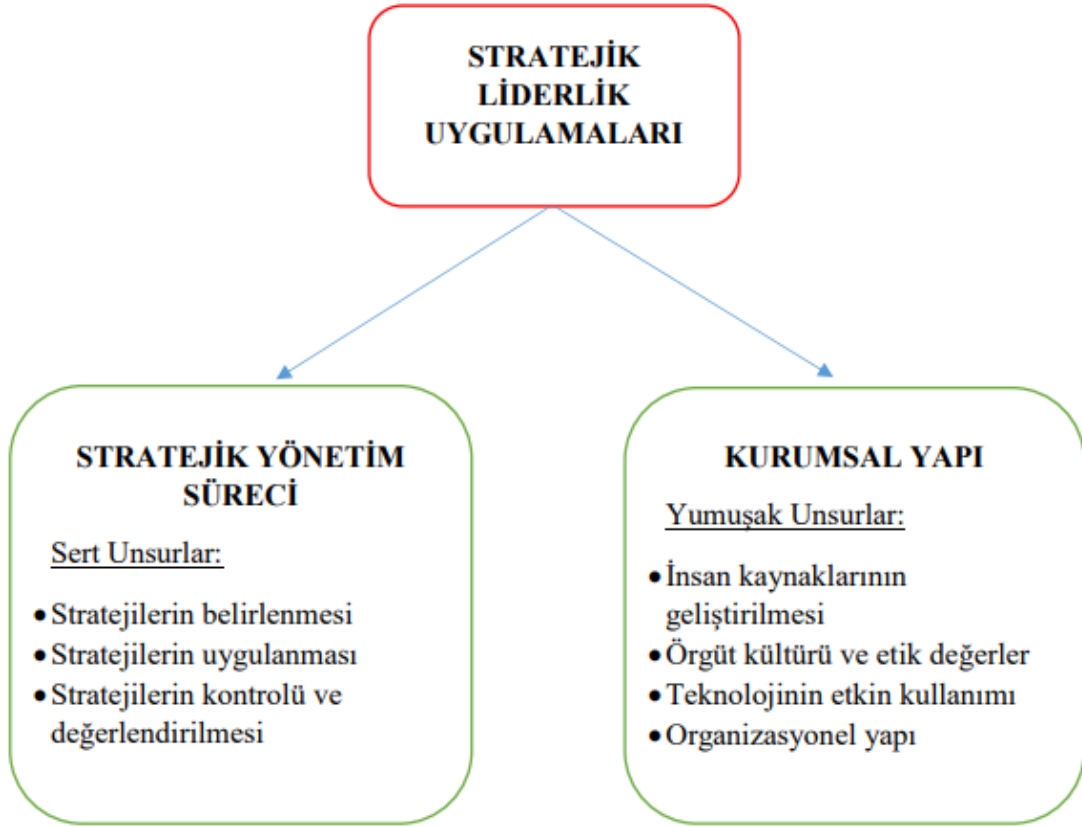 STRATEJİK
LİDERLİK
UYGULAMALARI
STRATEJİK YÖNETİM
SÜRECİ
Sert Unsurlar:
•Stratejilerin belirlenmesi
•Stratejilerin uygulanması
•Stratejilerin kontrolü ve
değerlendirilmesi
KURUMSAL YAPI
Yumuşak Unsurlar:
•İnsan kaynaklarının
geliştirilmesi
•Örgüt kültürü ve etik değerler
•Teknolojinin etkin kullanımı
•Organizasyonel yapı